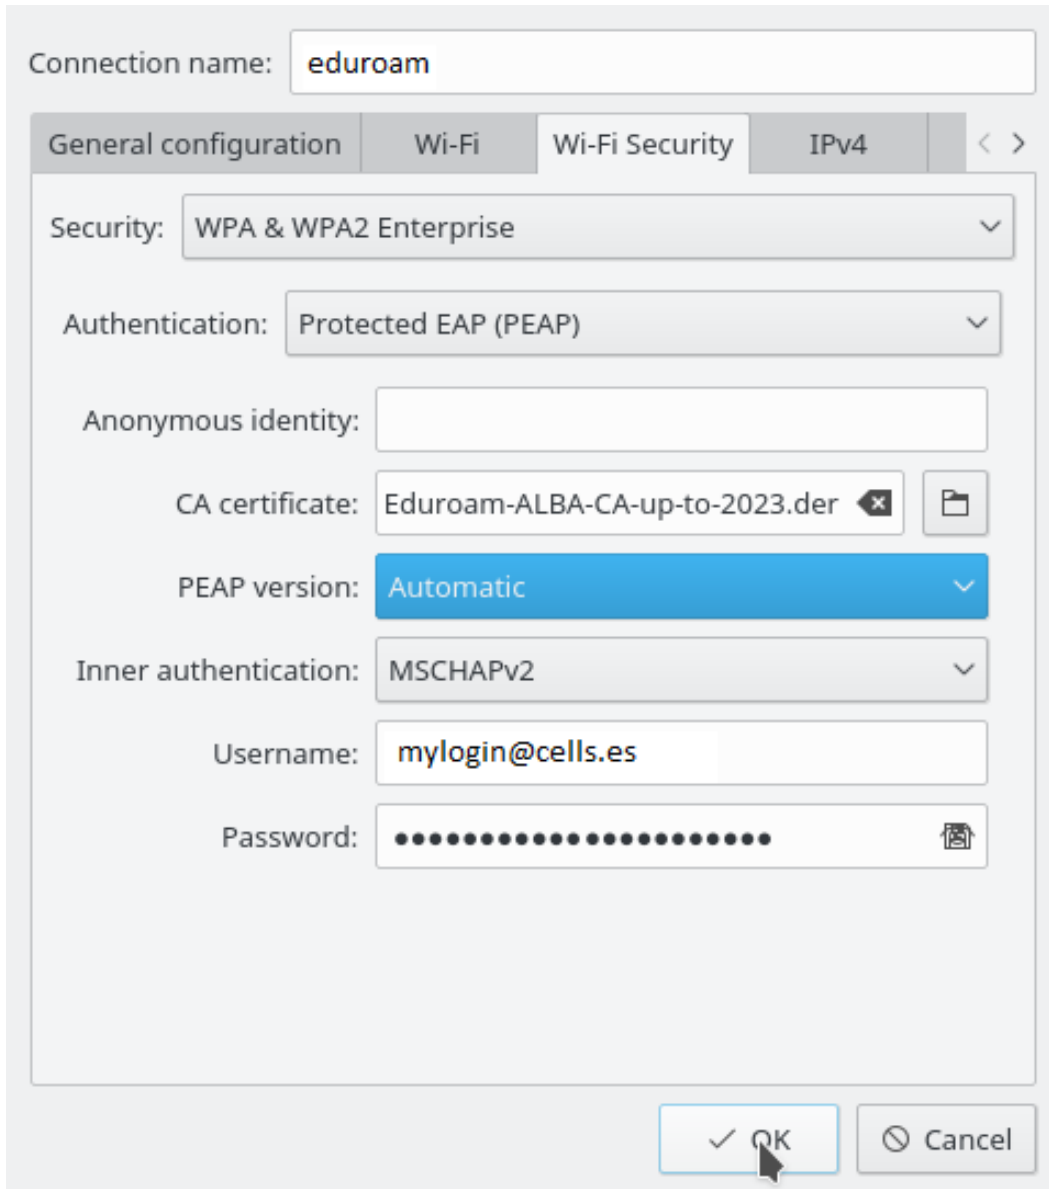 Connection name: eduroam
General configuration Wi-Fi Wi-Fi Security IPv4
Security: WPA & WPA2 Enterprise
Authentication: Protected EAP (PEAP)
Anonymous identity:
CA certificate: Eduroam-ALBA-CA-up-to-2023.der
PEAP version: Automatic
Inner authentication: MSCHAPv2
Username: mylogin@cells.es
Password: ●●●●●●●●●●●●●●●●●●●●●●
OK Cancel